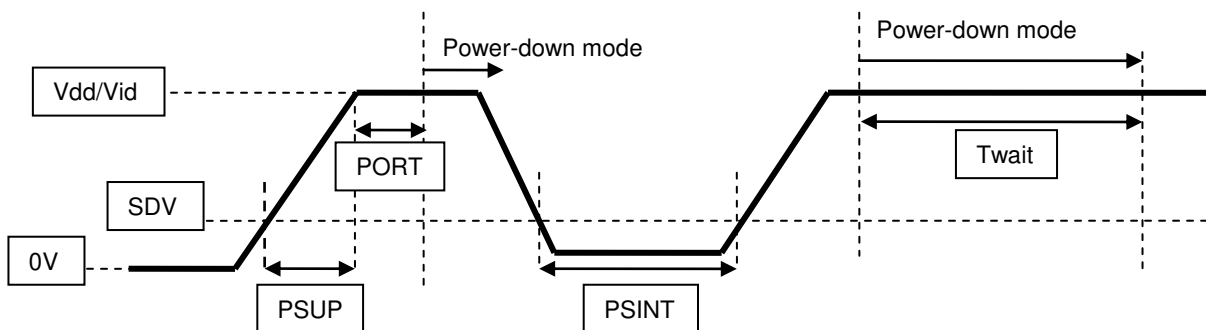 Power-down mode
Power-down mode
Vdd/Vid
PORT
Twait
SDV
0V
PSUP
PSINT